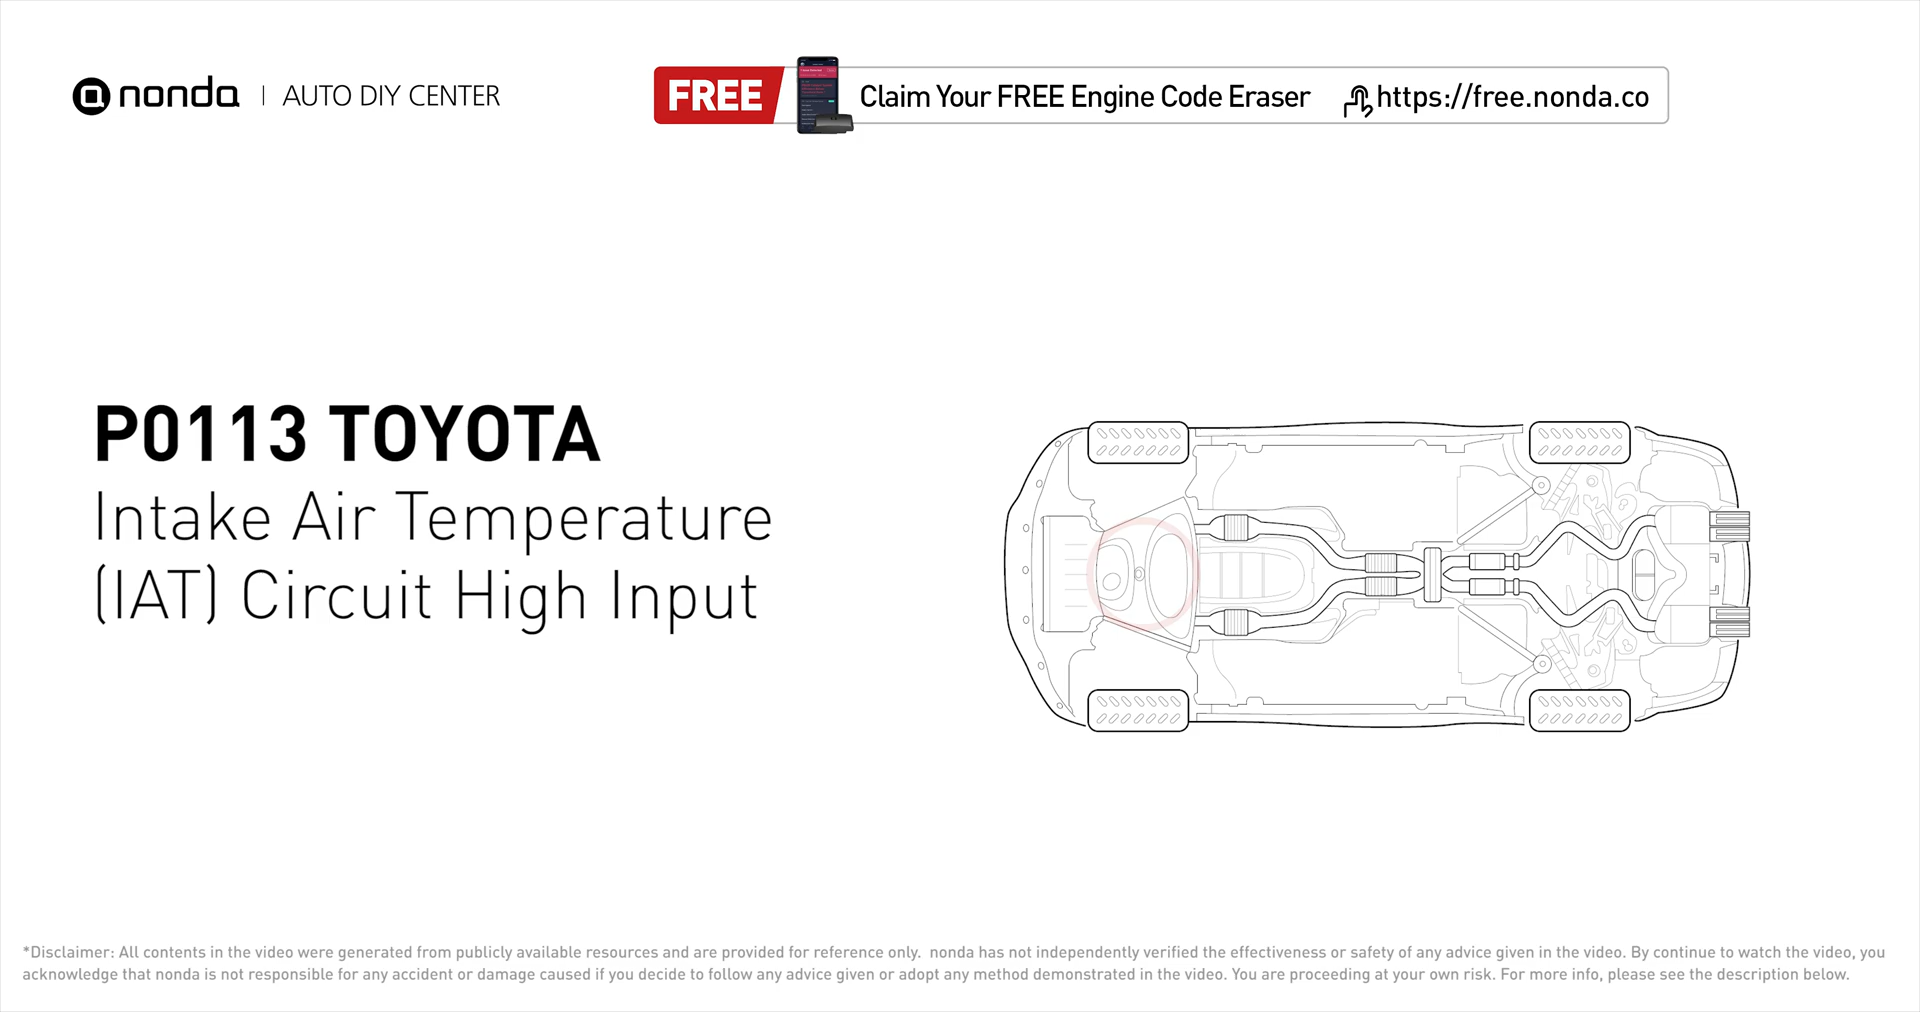 nonda | AUTO DIY CENTER
FREE Claim Your FREE Engine Code Eraser https://free.nonda.co
P0113 TOYOTA
Intake Air Temperature
(IAT) Circuit High Input
*Disclaimer: All contents in the video were generated from publicly available resources and are provided for reference only. nonda has not independently verified the effectiveness or safety of any advice given in the video. By continue to watch the video, you
acknowledge that nonda is not responsible for any accident or damage caused if you decide to follow any advice given or adopt any method demonstrated in the video. You are proceeding at your own risk. For more info, please see the description below.